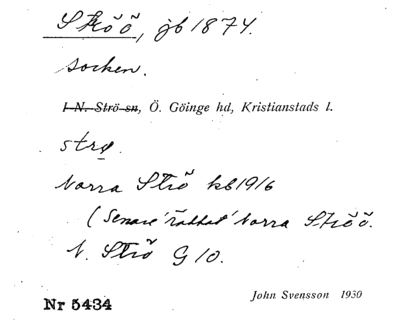 Ströö, jb 1874.
socken.
I N. Strö sn, Ö. Göinge hd, Kristianstads l.
strø
Norra Strö kb 1916
(Senare 'rättat' Norra Ströö.
N. Strö G 10.
John Svensson 1930
Nr 5434